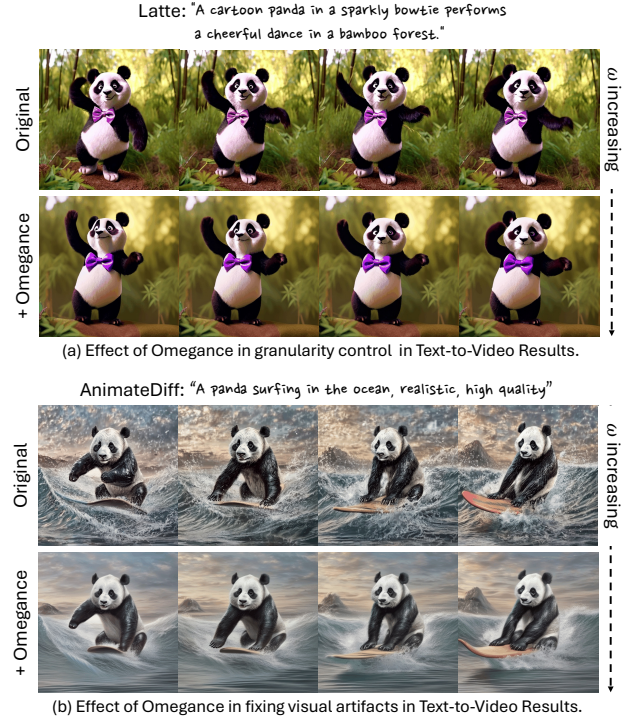 Latte: "A cartoon panda in a sparkly bowtie performs
a cheerful dance in a bamboo forest."
Original
ω increasing
+ Omegance
(a) Effect of Omegance in granularity control in Text-to-Video Results.
AnimateDiff: "A panda surfing in the ocean, realistic, high quality”
Original
ω increasing
+ Omegance
(b) Effect of Omegance in fixing visual artifacts in Text-to-Video Results.